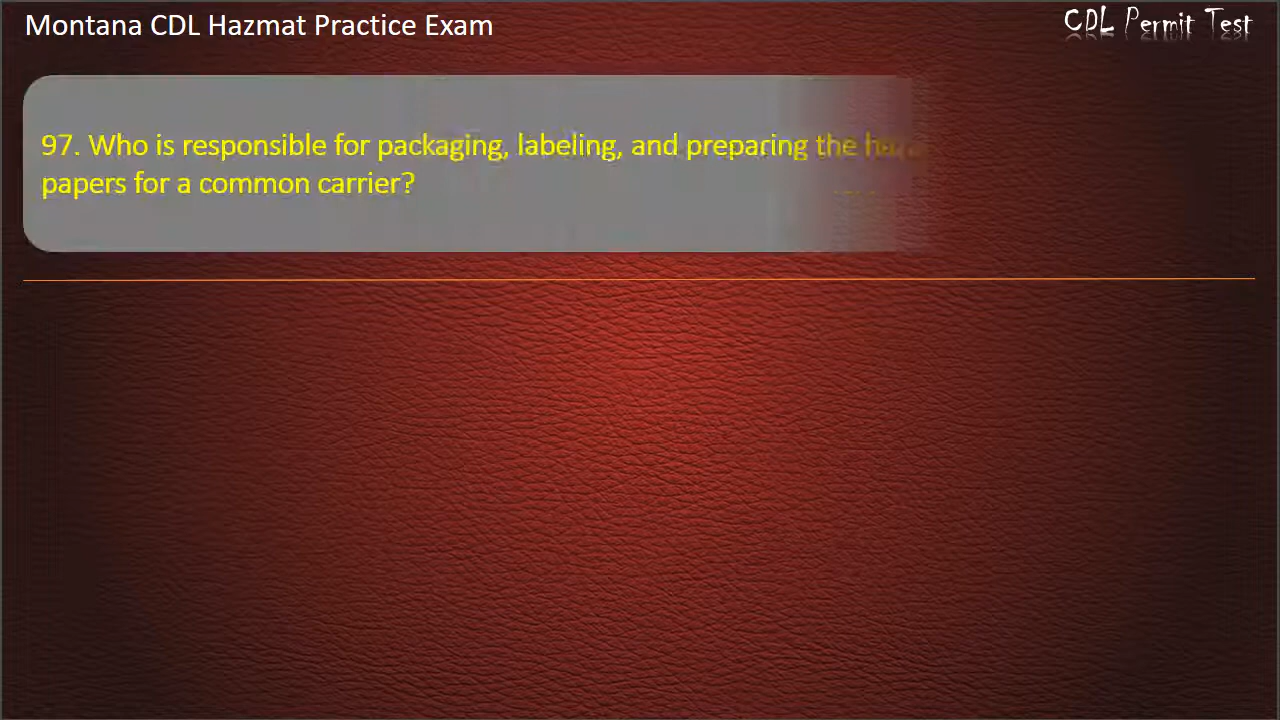 Montana CDL Hazmat Practice Exam
CDL Permit Test
97. Who is responsible for packaging, labeling, and preparing the
papers for a common carrier?